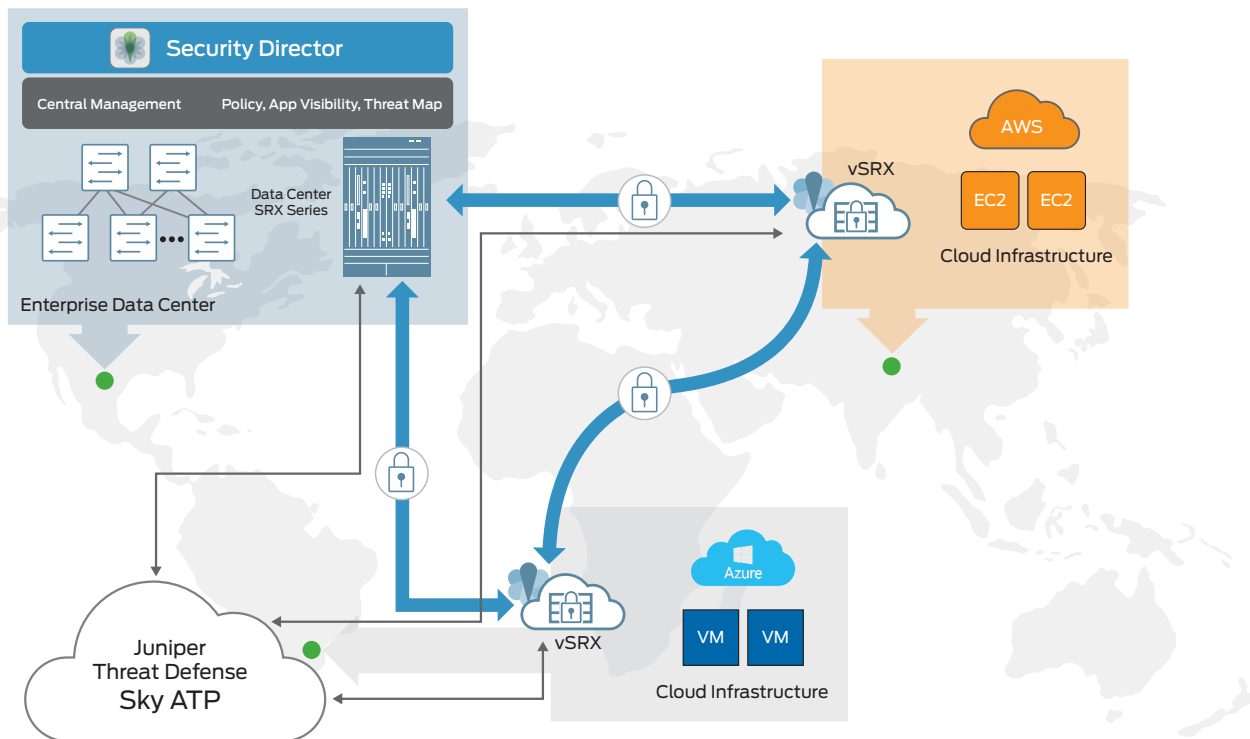 Security Director
Central Management
Policy, App Visibility, Threat Map
Data Center
SRX Series
Enterprise Data Center
vSRX
AWS
EC2
EC2
Cloud Infrastructure
Juniper
Threat Defense
Sky ATP
vSRX
Azure
VM
VM
Cloud Infrastructure